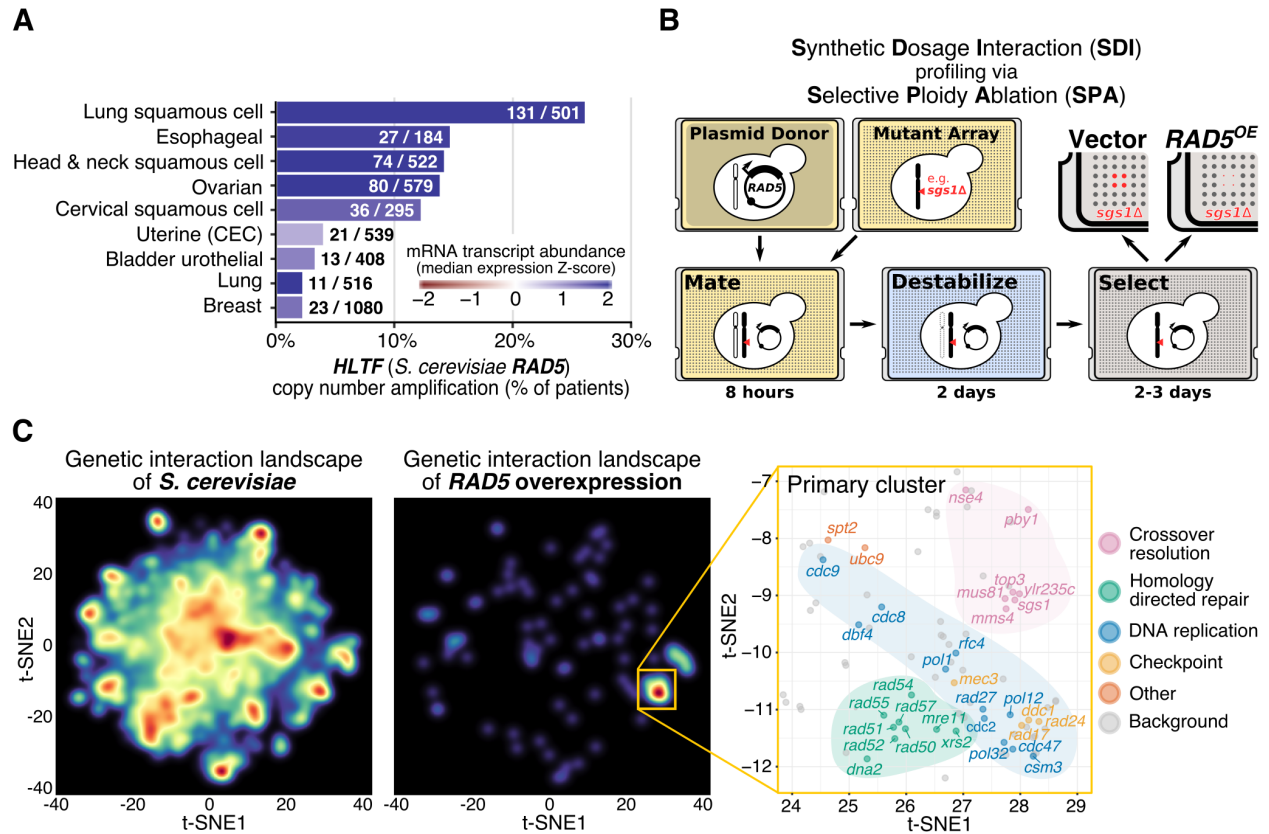 A
Lung squamous cell
131 / 501
Esophageal
27 / 184
Head & neck squamous cell
74 / 522
Ovarian
80 / 579
Cervical squamous cell
36 / 295
Uterine (CEC)
21 / 539
Bladder urothelial
13 / 408
Lung
11 / 516
Breast
23 / 1080
mRNA transcript abundance
(median expression Z-score)
−2 −1 0 1 2
0% 10% 20% 30%
HLTF (S. cerevisiae RAD5)
copy number amplification (% of patients)
B
Synthetic Dosage Interaction (SDI)
profiling via
Selective Ploidy Ablation (SPA)
Plasmid Donor
RAD5
Mutant Array
e.g.
sgs1Δ
Vector
sgs1Δ
RAD5OE
sgs1Δ
Mate
8 hours
Destabilize
2 days
Select
2-3 days
C
Genetic interaction landscape
of S. cerevisiae
t-SNE2
40
20
0
-20
-40
-40 -20 0 20 40
t-SNE1
Genetic interaction landscape
of RAD5 overexpression
-40 -20 0 20 40
t-SNE1
Primary cluster
t-SNE2
−7
−8
−9
−10
−11
−12
24 25 26 27 28 29
t-SNE1
nse4
pby1
spt2
ubc9
cdc9
top3
mus81
ylr235c
sgs1
mms4
cdc8
dbf4
rfc4
pol1
mec3
rad54
rad55
rad57
rad27
pol12
ddc1
rad24
mre11
rad51
cdc2
rad17
rad52
rad50
xrs2
pol32
cdc47
dna2
csm3
Crossover
resolution
Homology
directed repair
DNA replication
Checkpoint
Other
Background